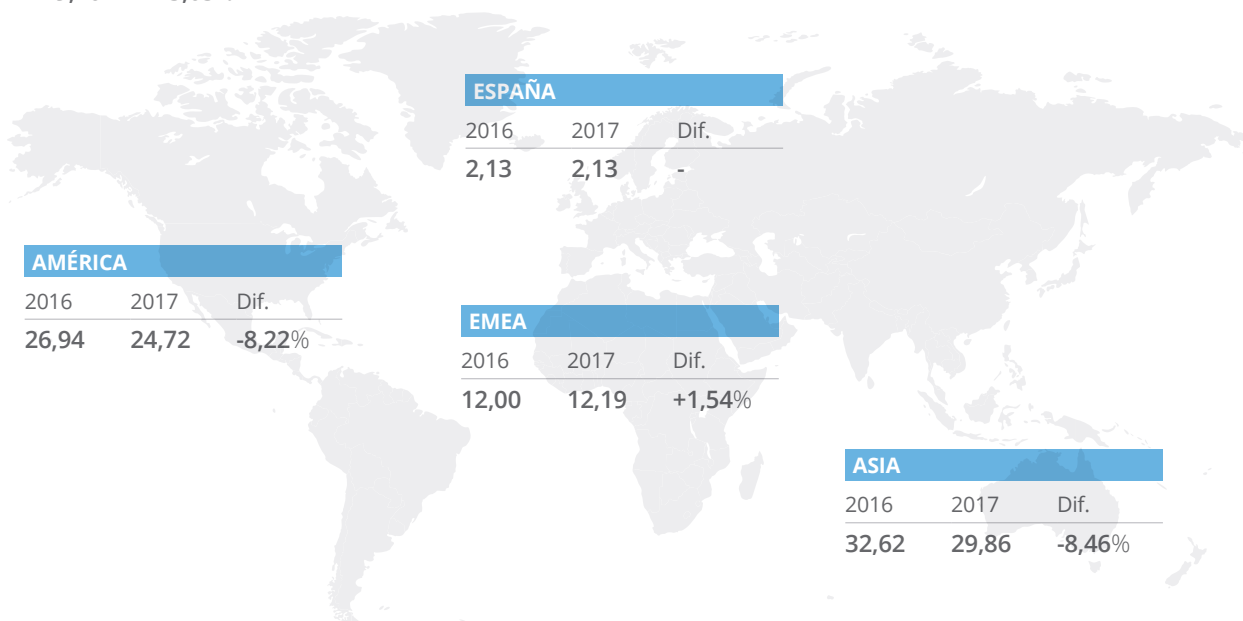 ESPAÑA
2016 2017 Dif.
2,13 2,13 -
AMÉRICA
2016 2017 Dif.
26,94 24,72 -8,22%
EMEA
2016 2017 Dif.
12,00 12,19 +1,54%
ASIA
2016 2017 Dif.
32,62 29,86 -8,46%